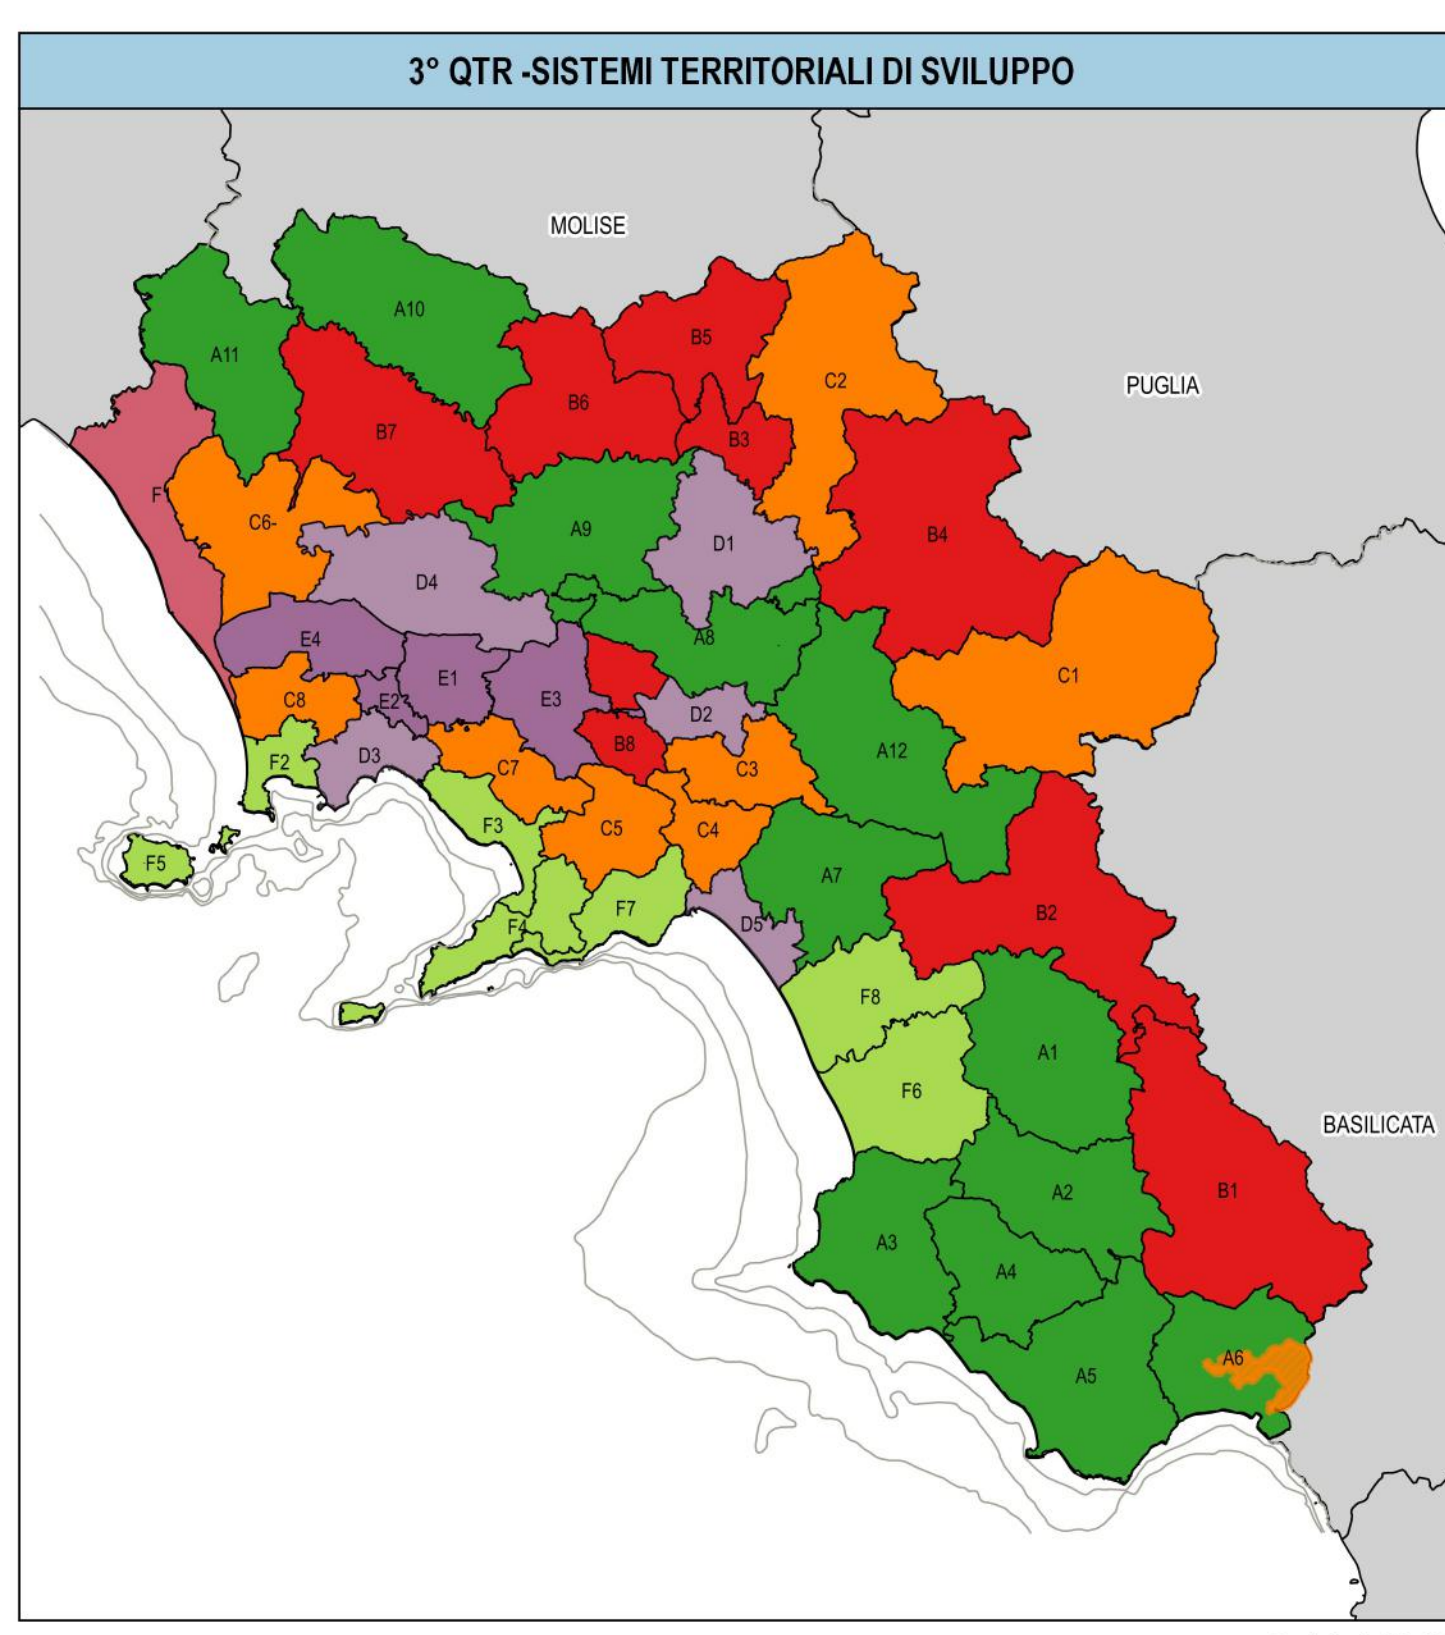 3° QTR -SISTEMI TERRITORIALI DI SVILUPPO
MOLISE
A10
B5
A11
C2
PUGLIA
B6
B7
B3
F1
C6-
A9
B4
D1
D4
E4
A8
E1
C1
E3
C8
E2
D2
B8
A12
D3
F2
C7
C3
F3
C5
C4
F5
A7
F7
B2
F4
D5
F8
A1
F6
BASILICATA
B1
A2
A3
A4
A6
A5